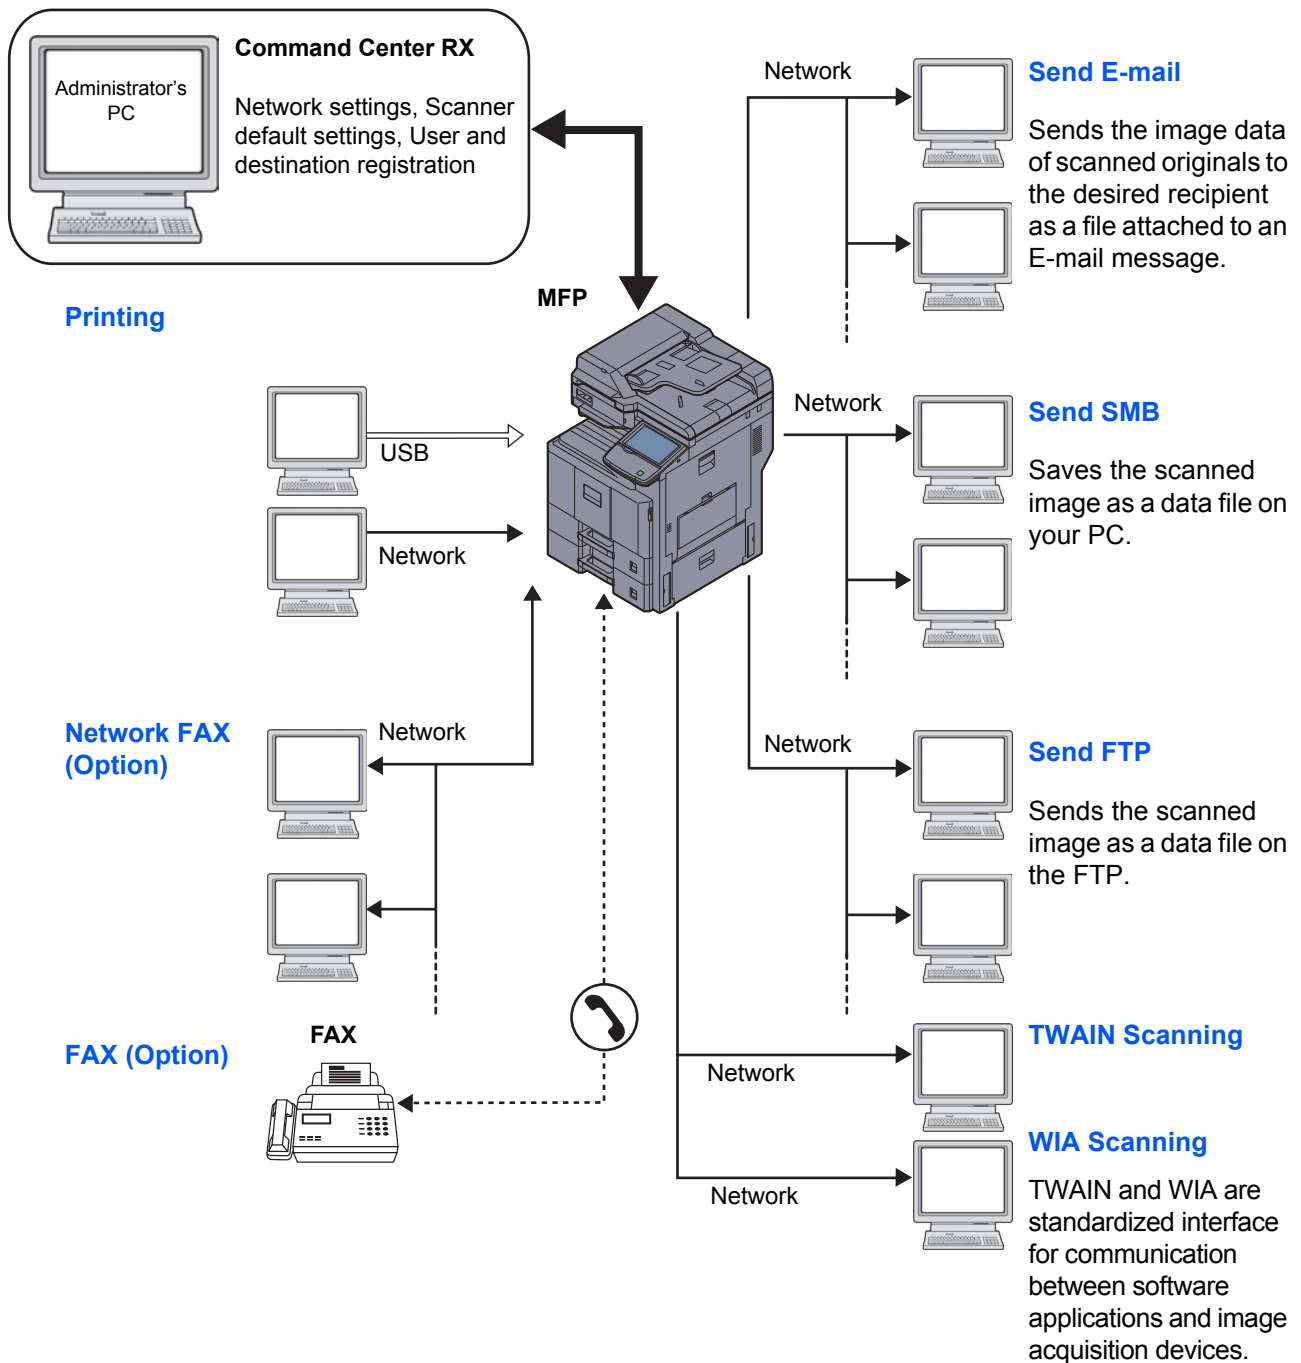 Command Center RX
Administrator's
PC
Network settings, Scanner
default settings, User and
destination registration
MFP
Printing
USB
Network
Network FAX
(Option)
Network
FAX (Option)
FAX
Network
Send E-mail
Sends the image data
of scanned originals to
the desired recipient
as a file attached to an
E-mail message.
Network
Send SMB
Saves the scanned
image as a data file on
your PC.
Network
Send FTP
Sends the scanned
image as a data file on
the FTP.
Network
TWAIN Scanning
Network
WIA Scanning
TWAIN and WIA are
standardized interface
for communication
between software
applications and image
acquisition devices.